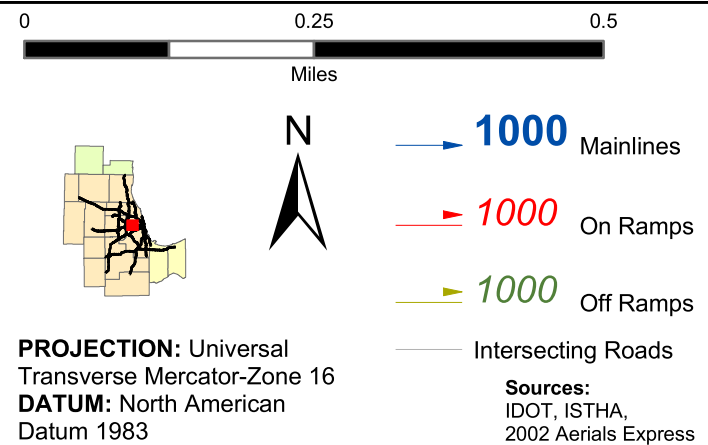 0 0.25 0.5
Miles
N
1000 Mainlines
1000 On Ramps
1000 Off Ramps
Intersecting Roads
PROJECTION: Universal
Transverse Mercator-Zone 16
DATUM: North American
Datum 1983
Sources:
IDOT, ISTHA,
2002 Aerials Express